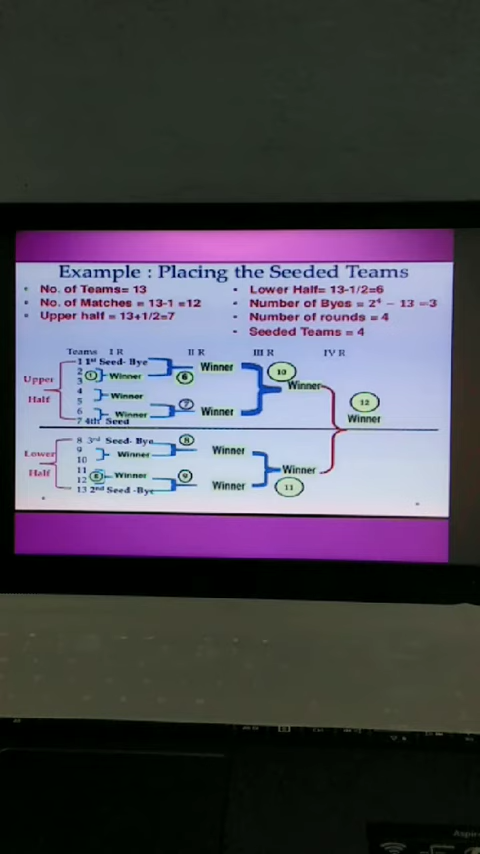 Example : Placing the Seeded Teams
• No. of Teams= 13
• No. of Matches = 13-1 =12
• Upper half = 13+1/2=7
• Lower Half= 13-1/2=6
• Number of Byes = 2⁴ − 13 =3
• Number of rounds = 4
• Seeded Teams = 4
Teams I R II R III R IV R
Upper
Half
1 1st Seed- Bye
2
3
1 Winner
4
5
Winner
6
7 4th Seed
Winner
6 Winner
7 Winner
10
Winner
12
Winner
Lower
Half
8 3rd Seed- Bye
9
10
Winner
11
12
Winner
13 2nd Seed -Bye
8 Winner
9 Winner
Winner
11
Aspire